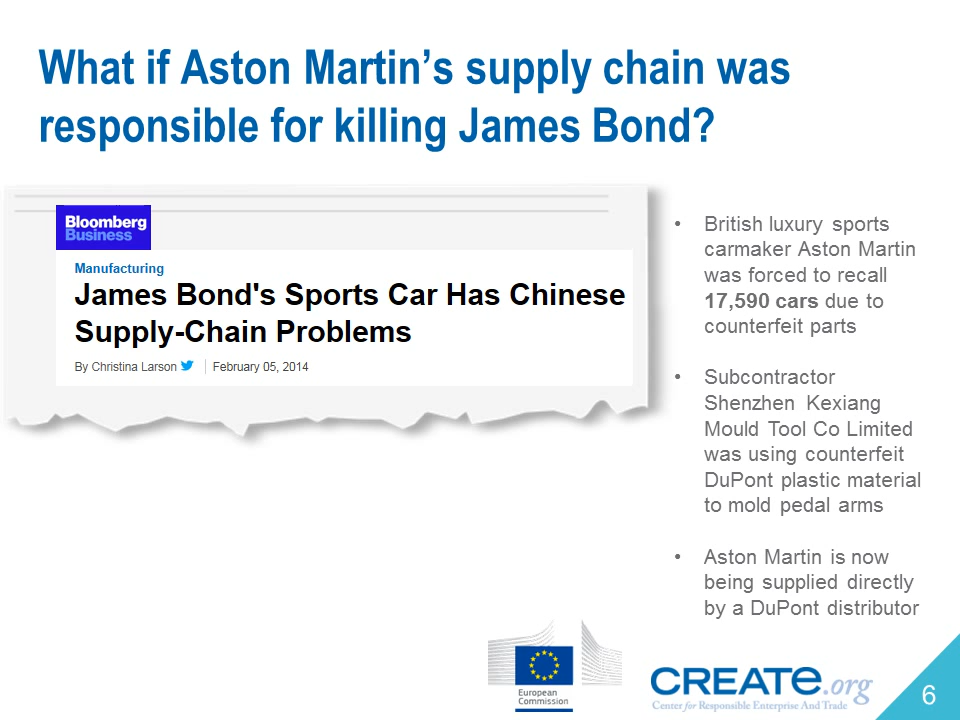 What if Aston Martin’s supply chain was
responsible for killing James Bond?
Bloomberg
Business
Manufacturing
James Bond's Sports Car Has Chinese
Supply-Chain Problems
By Christina Larson | February 05, 2014
• British luxury sports
carmaker Aston Martin
was forced to recall
17,590 cars due to
counterfeit parts
• Subcontractor
Shenzhen Kexiang
Mould Tool Co Limited
was using counterfeit
DuPont plastic material
to mold pedal arms
• Aston Martin is now
being supplied directly
by a DuPont distributor
European
Commission
CREATe.org
Center for Responsible Enterprise And Trade
6